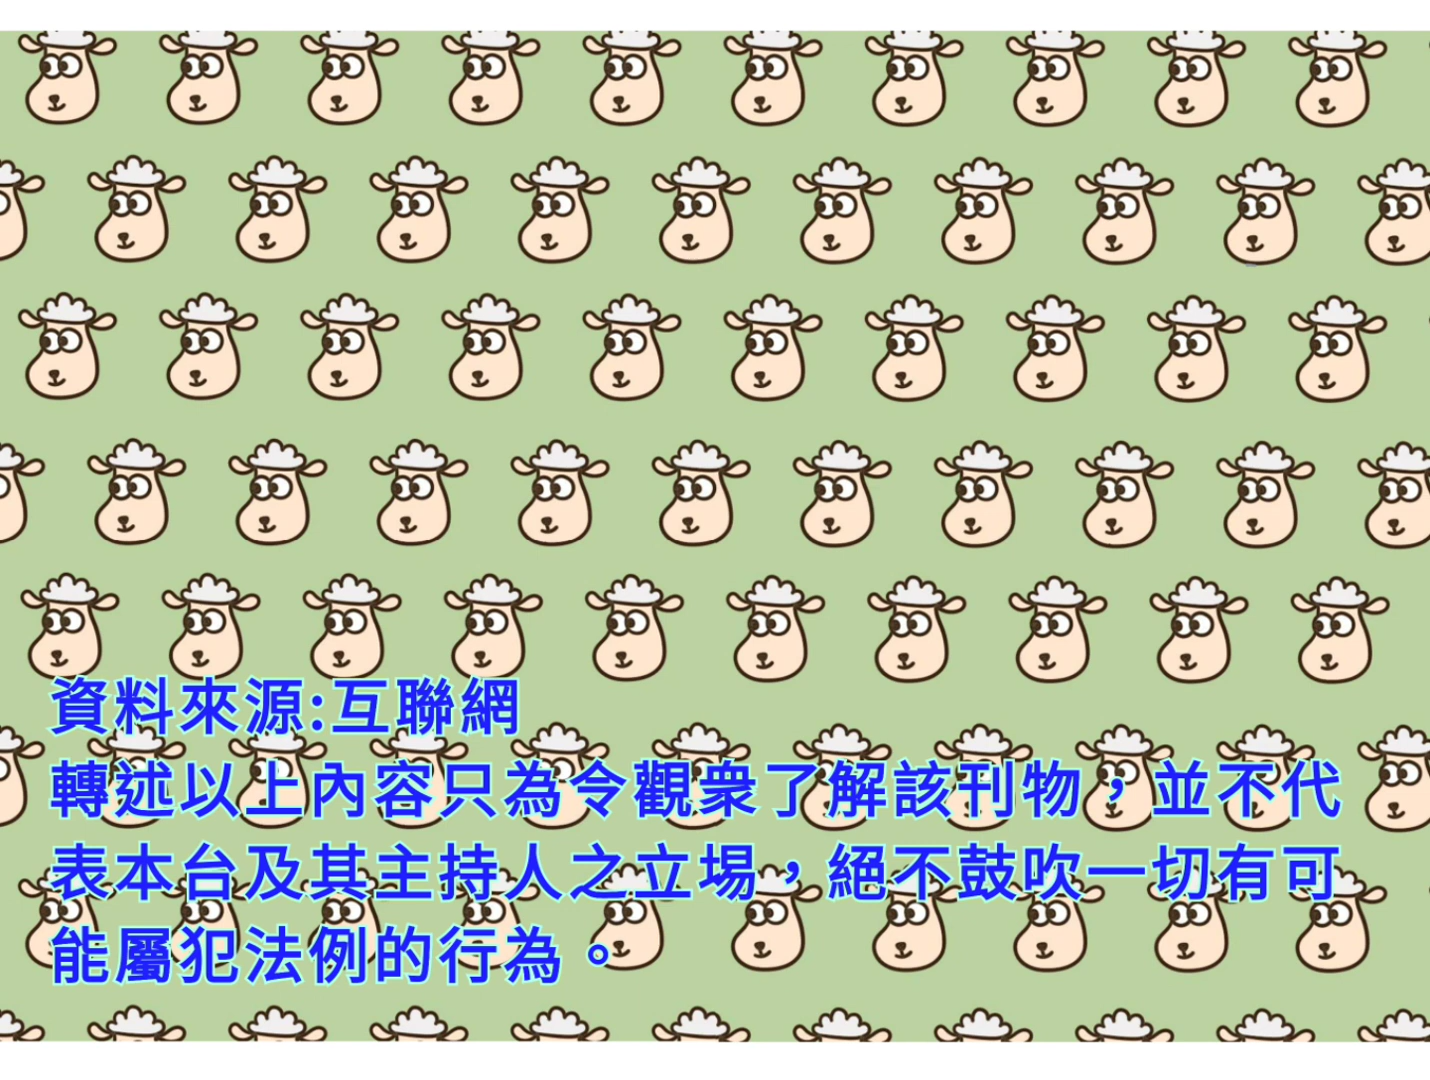 資料來源:互聯網
轉述以上內容只為令觀眾了解該刊物，並不代
表本台及其主持人之立場，絕不鼓吹一切有可
能屬犯法例的行為。